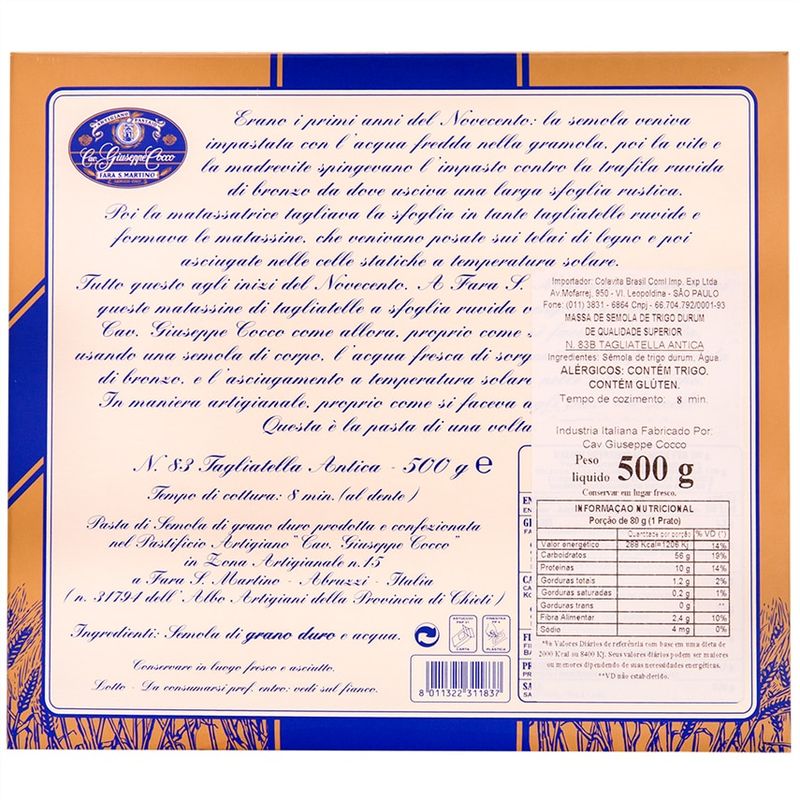 ARTIGIANO PASTAIO
Cav. Giuseppe Cocco
FARA S. MARTINO
Erano i primi anni del Novecento: la semola veniva
impastata con l'acqua fredda nella gramola, poi la vite e
la madrevite spingevano l'impasto contro la trafila ruvida
di bronzo da dove usciva una larga sfoglia rustica.
Poi la matassatrice tagliava la sfoglia in tante tagliatelle ruvide e
formava le matassine, che venivano posate sui telai di legno e poi
asciugate nelle celle statiche a temperatura solare.
Tutto questo agli inizi del Novecento. A Fara S.
queste matassine di tagliatelle a sfoglia ruvida
Cav. Giuseppe Cocco come allora, proprio come
usando una semola di corpo, l'acqua fresca di sorg
di bronzo, e l'asciugamento a temperatura solare
In maniera artigianale, proprio come si faceva
Questa è la pasta di una volta
N. 83 Tagliatella Antica - 500 g e
Tempo di cottura: 8 min. (al dente)
Pasta di Semola di grano duro prodotta e confezionata
nel Pastificio Artigiano "Cav. Giuseppe Cocco"
in Zona Artigianale n.15
a Fara S. Martino - Abruzzi - Italia
(n. 31794 dell'Albo Artigiani della Provincia di Chieti)
Ingredienti: Semola di grano duro e acqua.
Conservare in luogo fresco e asciutto.
Lotto - Da consumarsi pref. entro: vedi sul fianco.
ASTUCCIO
PAP 21
CARTA
FINESTRA
PLASTICA
8 011322 311837
Importador: Colavita Brasil Coml Imp. Exp Ltda
Av.Mofarrej, 950 - Vl. Leopoldina - SÃO PAULO
Fone: (011) 3831 - 6864 Cnpj - 66.704.792/0001-93
MASSA DE SEMOLA DE TRIGO DURUM
DE QUALIDADE SUPERIOR
N. 83B TAGLIATELLA ANTICA
Ingredientes: Sêmola de trigo durum, Água.
ALÉRGICOS: CONTÉM TRIGO.
CONTÉM GLÚTEN.
Tempo de cozimento: 8 min.
Industria Italiana Fabricado Por:
Cav Giuseppe Cocco
Peso líquido 500 g
Conservar em lugar fresco.
INFORMAÇÃO NUTRICIONAL
Porção de 80 g (1 Prato)
Quantidade por porção % VD (*)
Valor energético 288 Kcal=1206 Kj 14%
Carboidratos 56 g 19%
Proteinas 10 g 14%
Gorduras totais 1.2 g 2%
Gorduras saturadas 0,2 g 1%
Gorduras trans 0 g **
Fibra Alimentar 2,4 g 10%
Sódio 4 mg 0%
*% Valores Diários de referência com base em uma dieta de
2000 Kcal ou 8400 Kj. Seus valores diários podem ser maiores
ou menores dipendendo de suas necessidades energéticas.
**VD não estabelecido.